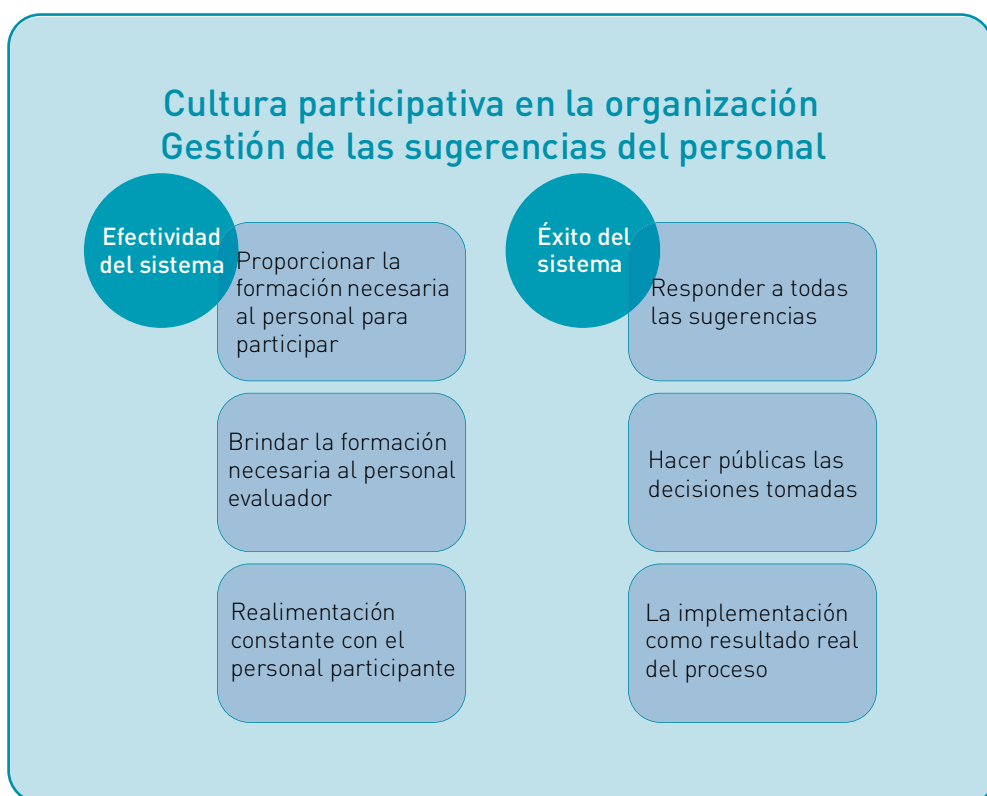 Cultura participativa en la organización
Gestión de las sugerencias del personal
Efectividad
del sistema
Proporcionar la
formación necesaria
al personal para
participar
Brindar la formación
necesaria al personal
evaluador
Realimentación
constante con el
personal participante
Éxito del
sistema
Responder a todas
las sugerencias
Hacer públicas las
decisiones tomadas
La implementación
como resultado real
del proceso